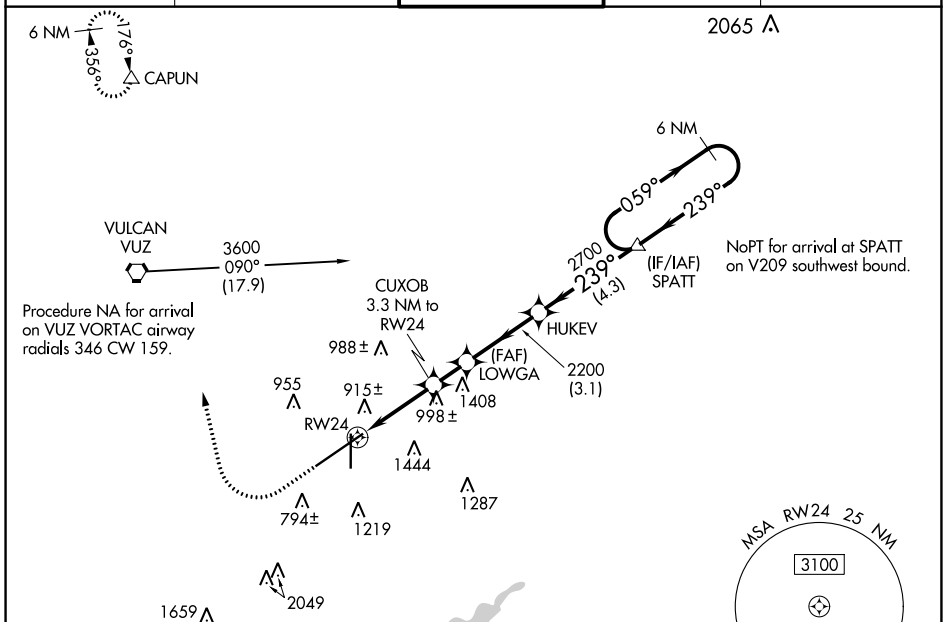 2065
6 NM
176°
356°
CAPUN
6 NM
059°
239°
VULCAN
VUZ
3600
090°
(17.9)
2700
239°
(4.3)
(IF/IAF)
SPATT
NoPT for arrival at SPATT
on V209 southwest bound.
Procedure NA for arrival
on VUZ VORTAC airway
radials 346 CW 159.
CUXOB
3.3 NM to
RW24
HUKEV
988±
(FAF)
LOWGA
2200
(3.1)
955
915±
1408
998±
RW24
1444
1287
794±
1219
MSA RW24 25 NM
3100
2049
1659